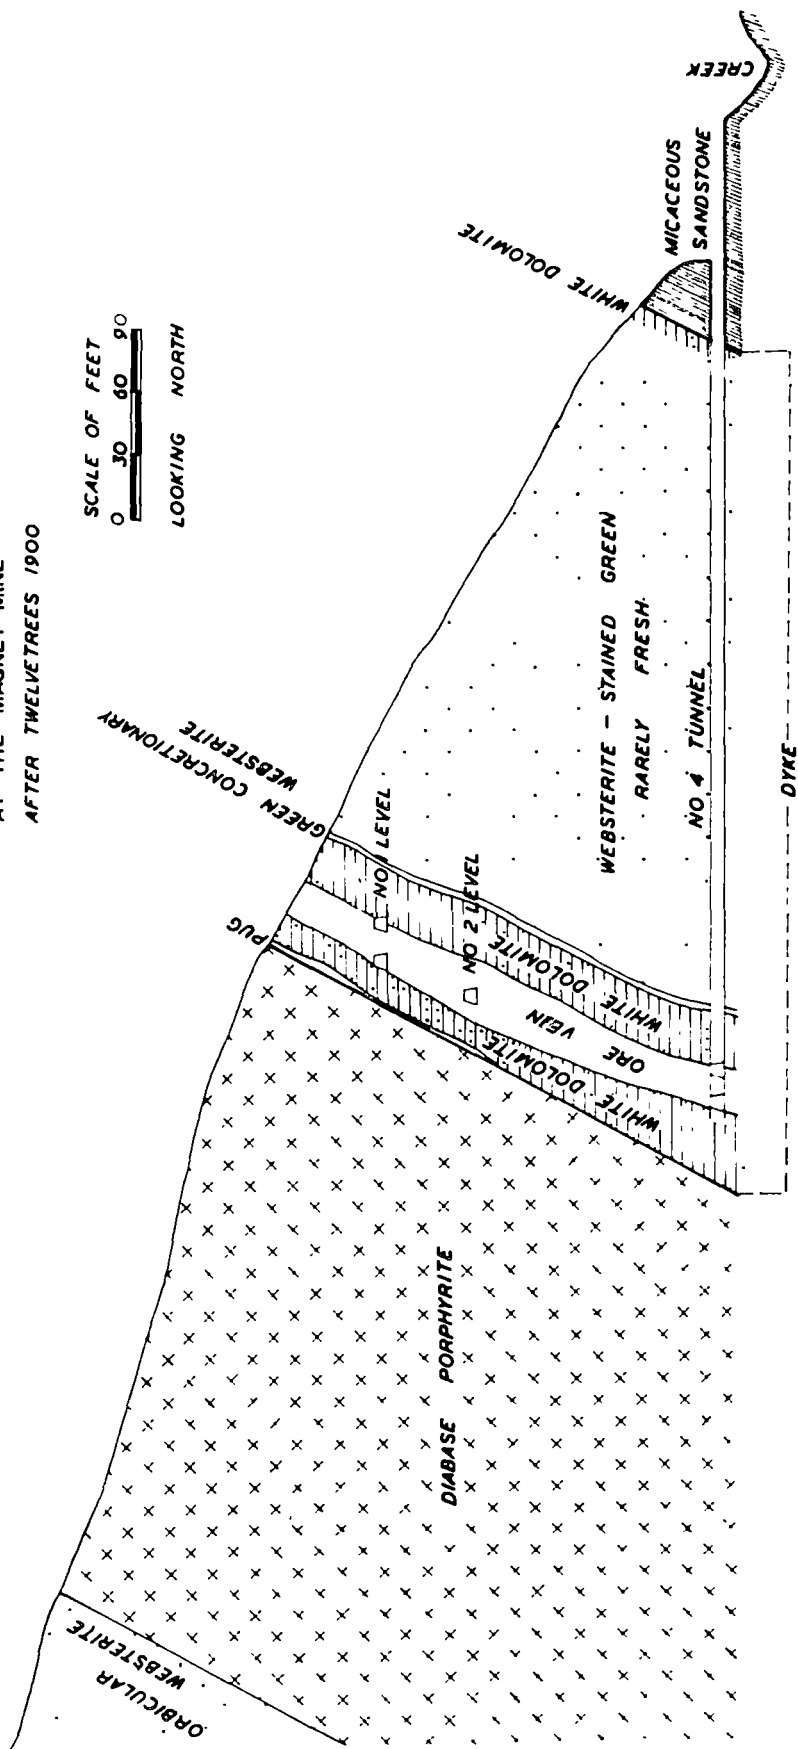 AT THE MAGNET MINE
AFTER TWELVETREES 1900
SCALE OF FEET
0 30 60 90
LOOKING NORTH
ORBICULAR
WEBSTERITE
DIABASE PORPHYRITE
PUG
GREEN CONCRETIONARY
WEBSTERITE
NO 1 LEVEL
NO 2 LEVEL
WHITE DOLOMITE
ORE VEIN
WHITE DOLOMITE
WEBSTERITE – STAINED GREEN
RARELY FRESH
NO 4 TUNNEL
DYKE
WHITE DOLOMITE
MICACEOUS
SANDSTONE
CREEK